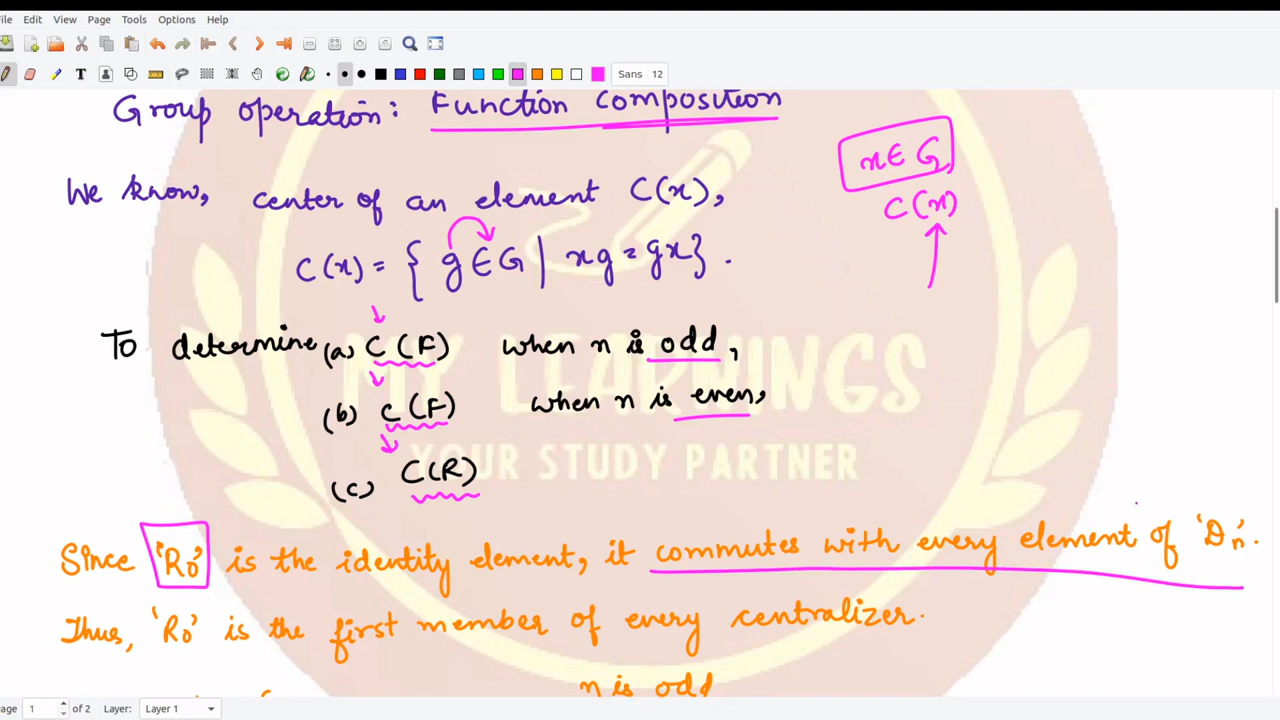 File Edit View Page Tools Options Help
Sans 12
Group operation: Function Composition
x ∈ G
We know, center of an element C(x),
C(x)
C(x) = { g ∈ G | xg = gx } .
To determine (a) C(F) when n is odd,
(b) C(F) when n is even,
(c) C(R)
MY LEARNINGS
YOUR STUDY PARTNER
Since 'R₀' is the identity element, it commutes with every element of 'Dₙ'.
Thus, 'R₀' is the first member of every centralizer.
n is odd
Page 1 of 2 Layer: Layer 1